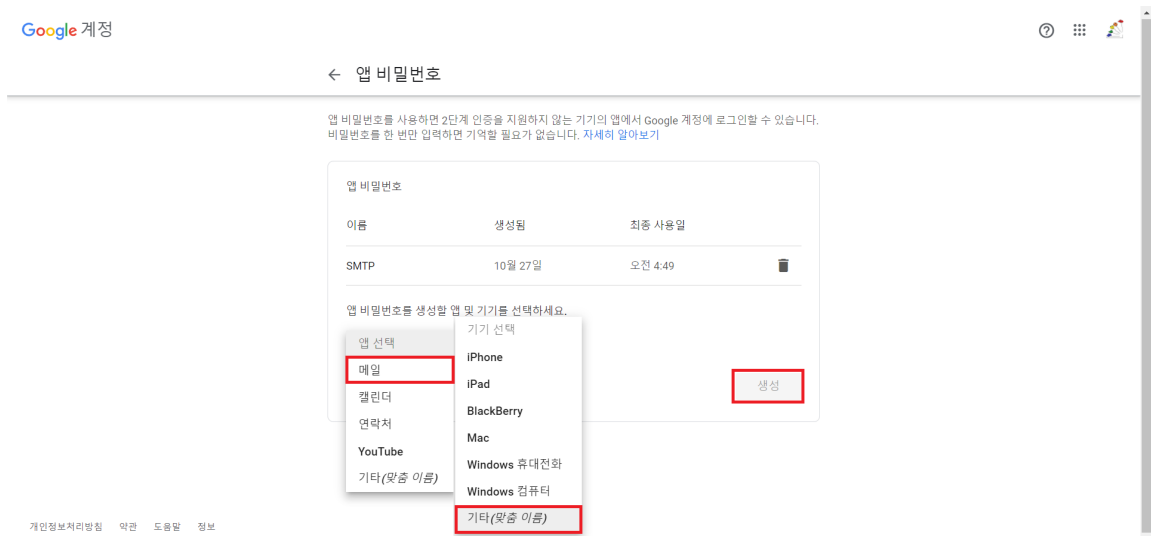 Google 계정
앱 비밀번호
앱 비밀번호를 사용하면 2단계 인증을 지원하지 않는 기기의 앱에서 Google 계정에 로그인할 수 있습니다.
비밀번호를 한 번만 입력하면 기억할 필요가 없습니다. 자세히 알아보기
앱 비밀번호
이름 생성됨 최종 사용일
SMTP 10월 27일 오전 4:49
앱 비밀번호를 생성할 앱 및 기기를 선택하세요.
앱 선택
메일
캘린더
연락처
YouTube
기타(맞춤 이름)
기기 선택
iPhone
iPad
BlackBerry
Mac
Windows 휴대전화
Windows 컴퓨터
기타(맞춤 이름)
생성
개인정보처리방침 약관 도움말 정보